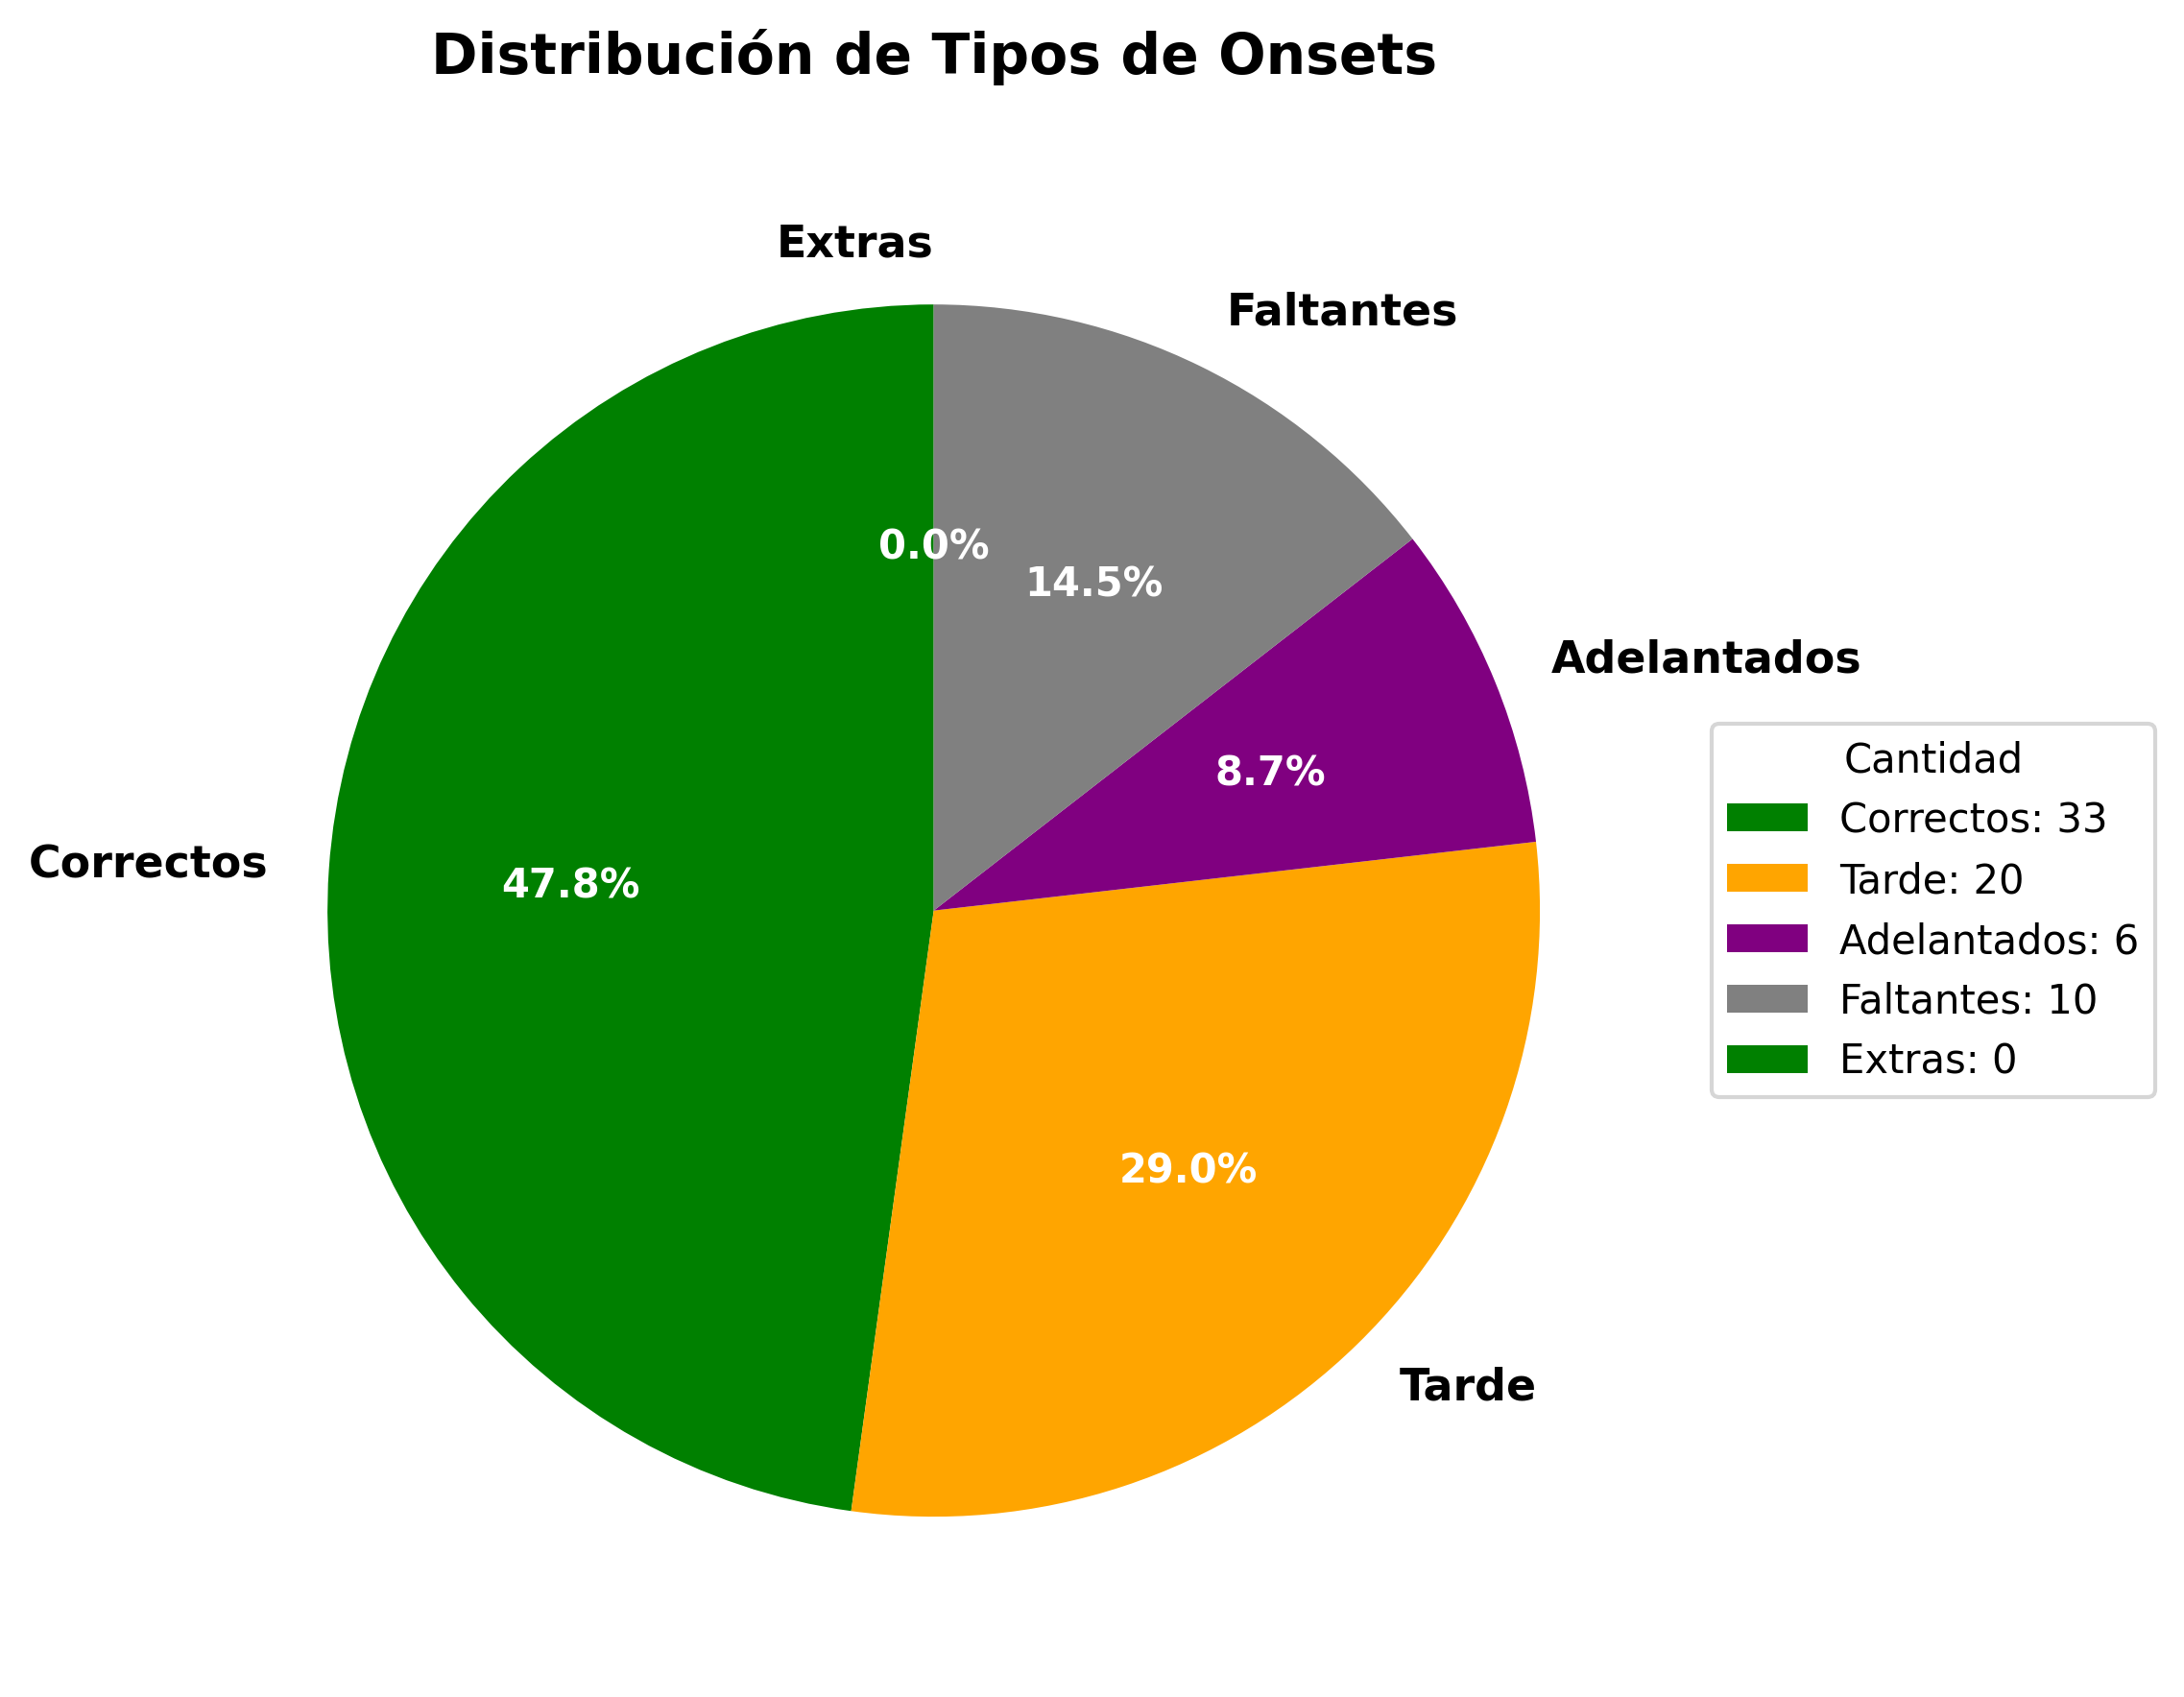 Distribución de Tipos de Onsets
Extras
Faltantes
0.0%
14.5%
Adelantados
8.7%
Correctos
47.8%
29.0%
Tarde
Cantidad
Correctos: 33
Tarde: 20
Adelantados: 6
Faltantes: 10
Extras: 0